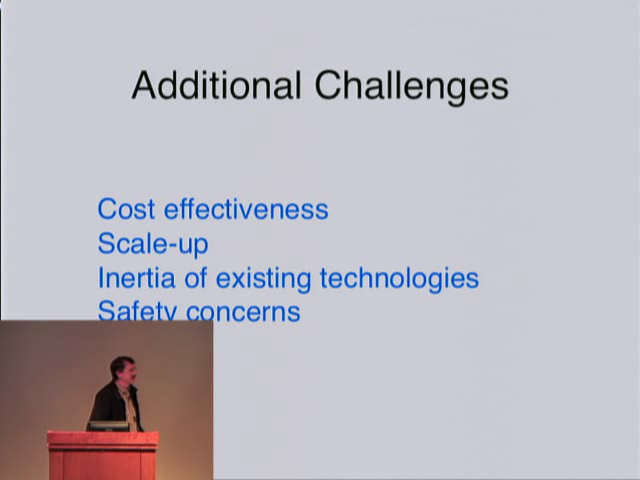 Additional Challenges
Cost effectiveness
Scale-up
Inertia of existing technologies
Safety concerns